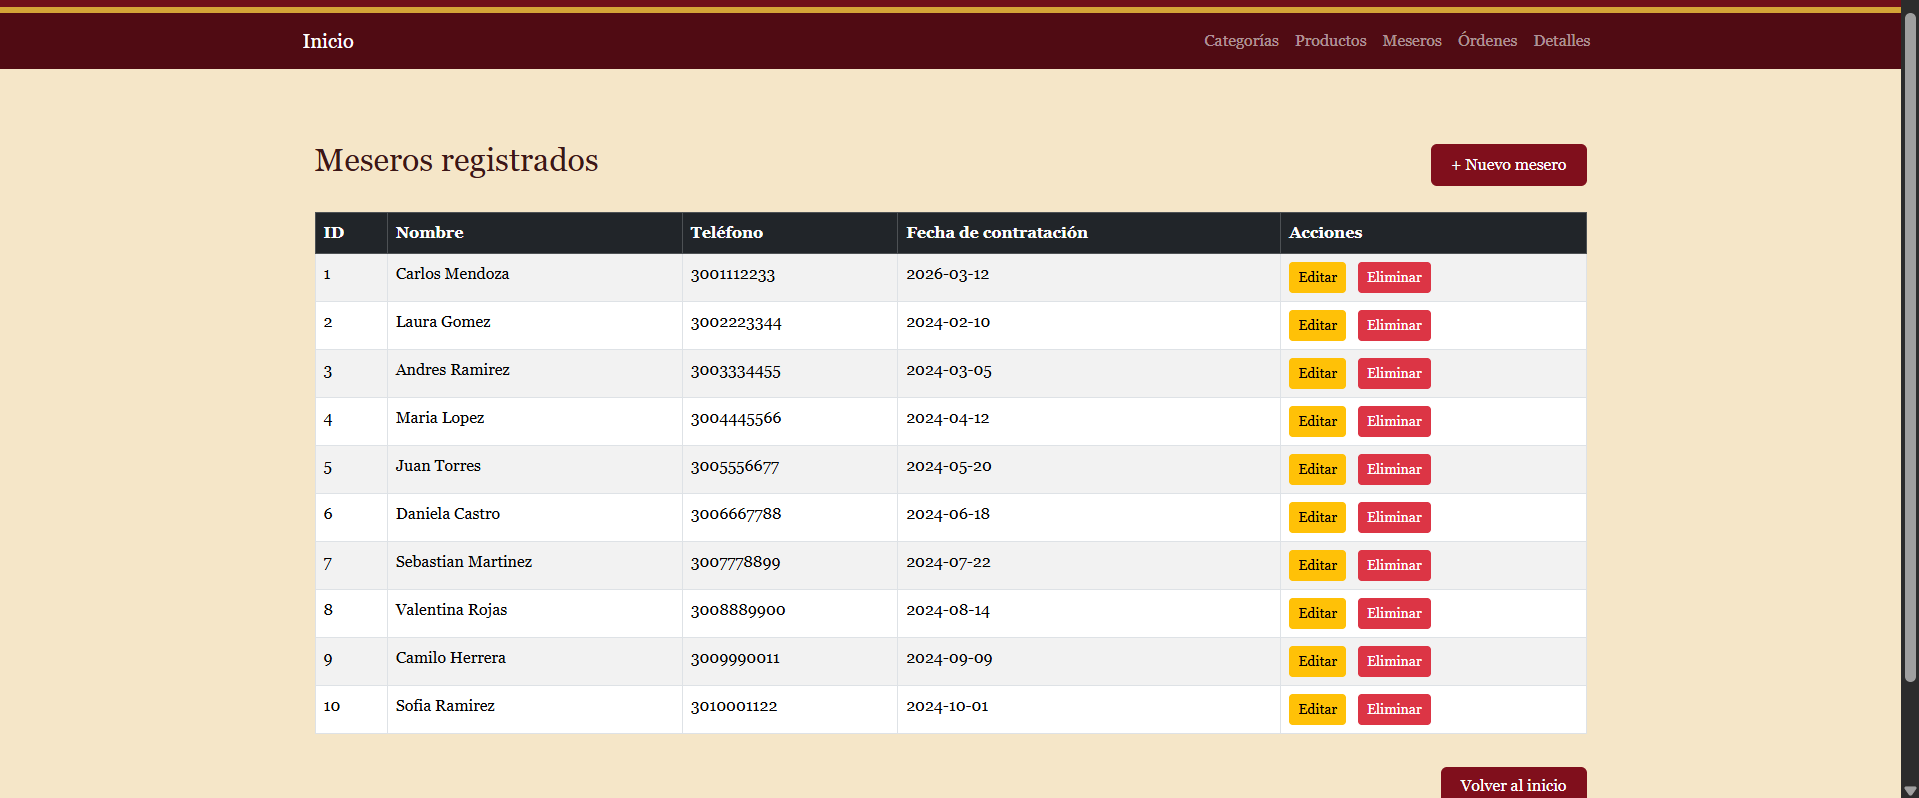 Inicio Categorías Productos Meseros Órdenes Detalles
Meseros registrados + Nuevo mesero
ID Nombre Teléfono Fecha de contratación Acciones
1 Carlos Mendoza 3001112233 2026-03-12 Editar Eliminar
2 Laura Gomez 3002223344 2024-02-10 Editar Eliminar
3 Andres Ramirez 3003334455 2024-03-05 Editar Eliminar
4 Maria Lopez 3004445566 2024-04-12 Editar Eliminar
5 Juan Torres 3005556677 2024-05-20 Editar Eliminar
6 Daniela Castro 3006667788 2024-06-18 Editar Eliminar
7 Sebastian Martinez 3007778899 2024-07-22 Editar Eliminar
8 Valentina Rojas 3008889900 2024-08-14 Editar Eliminar
9 Camilo Herrera 3009990011 2024-09-09 Editar Eliminar
10 Sofia Ramirez 3010001122 2024-10-01 Editar Eliminar
Volver al inicio